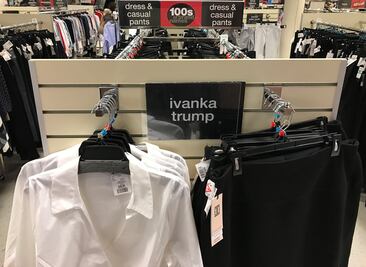 dress &
casual
pants
100s
dress &
casual
pants
ivanka
trump